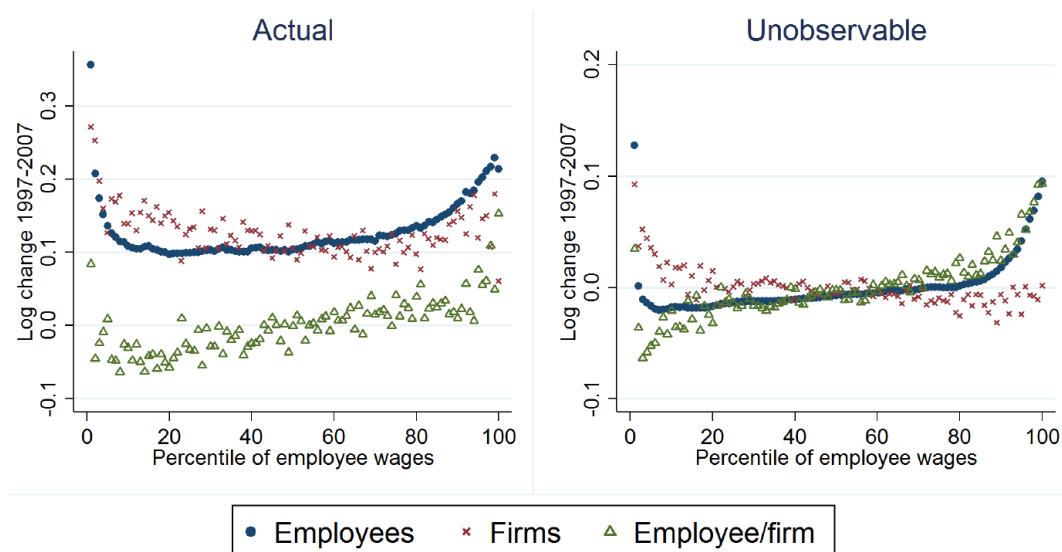 Actual
Unobservable
Log change 1997-2007
0.3
0.2
0.1
0.0
-0.1
0 20 40 60 80 100
Percentile of employee wages
Log change 1997-2007
0.2
0.1
0.0
-0.1
0 20 40 60 80 100
Percentile of employee wages
Employees
Firms
Employee/firm